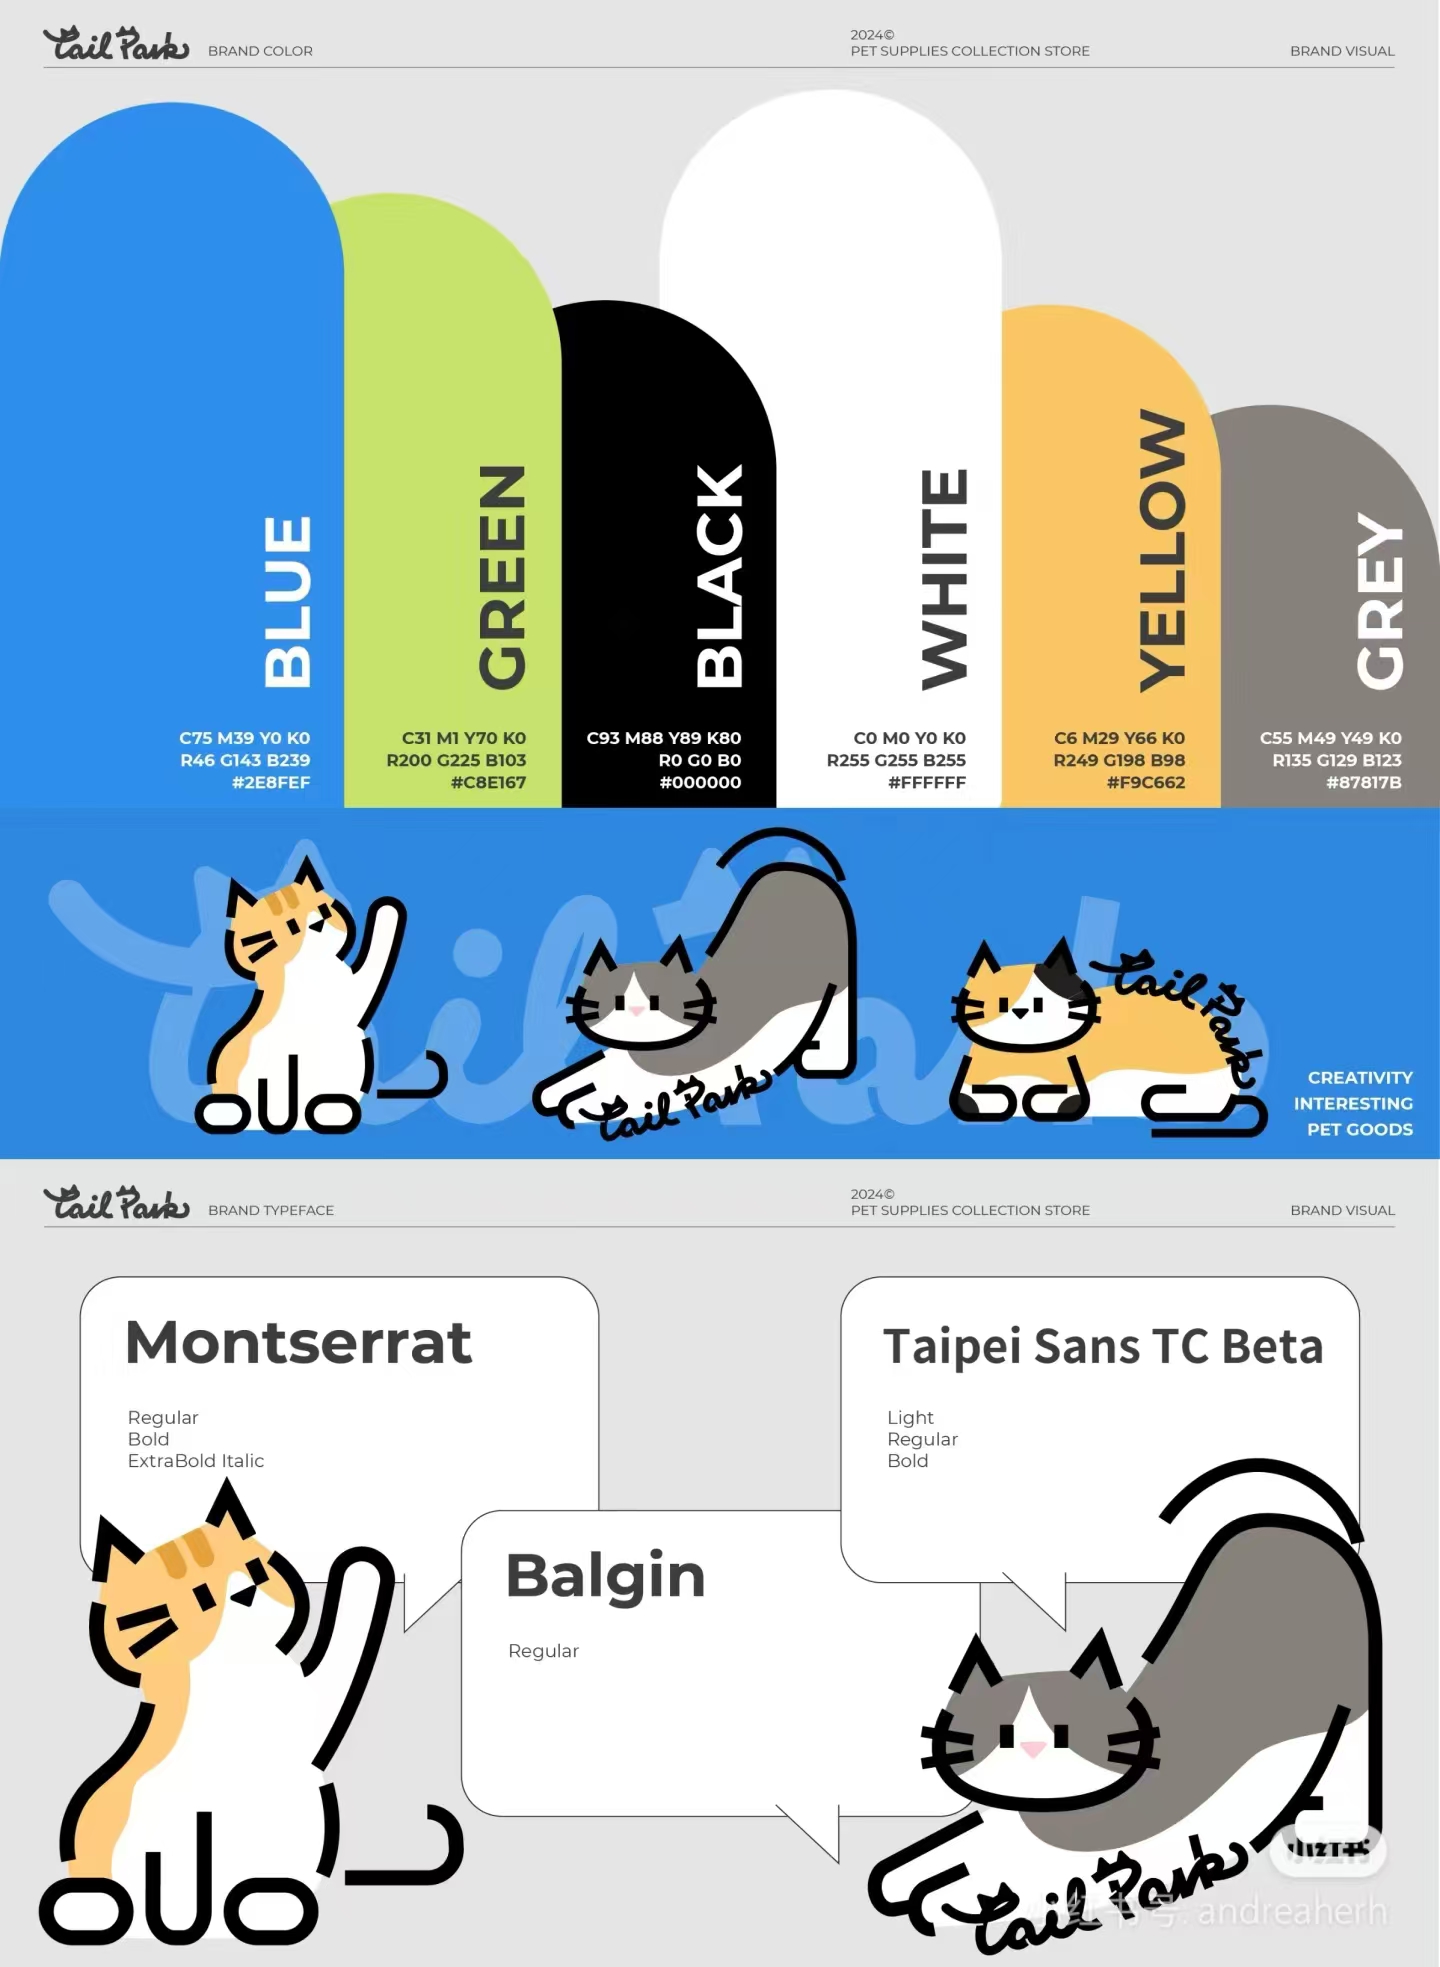 Tail Park BRAND COLOR
2024©
PET SUPPLIES COLLECTION STORE
BRAND VISUAL
BLUE
C75 M39 Y0 K0
R46 G143 B239
#2E8FEF
GREEN
C31 M1 Y70 K0
R200 G225 B103
#C8E167
BLACK
C93 M88 Y89 K80
R0 G0 B0
#000000
WHITE
C0 M0 Y0 K0
R255 G255 B255
#FFFFFF
YELLOW
C6 M29 Y66 K0
R249 G198 B98
#F9C662
GREY
C55 M49 Y49 K0
R135 G129 B123
#87817B
Tail Park
Tail Park
Tail Park
CREATIVITY
INTERESTING
PET GOODS
Tail Park BRAND TYPEFACE
2024©
PET SUPPLIES COLLECTION STORE
BRAND VISUAL
Montserrat
Regular
Bold
ExtraBold Italic
Taipei Sans TC Beta
Light
Regular
Bold
Balgin
Regular
Tail Park
小红书
小红书号: andreaherh